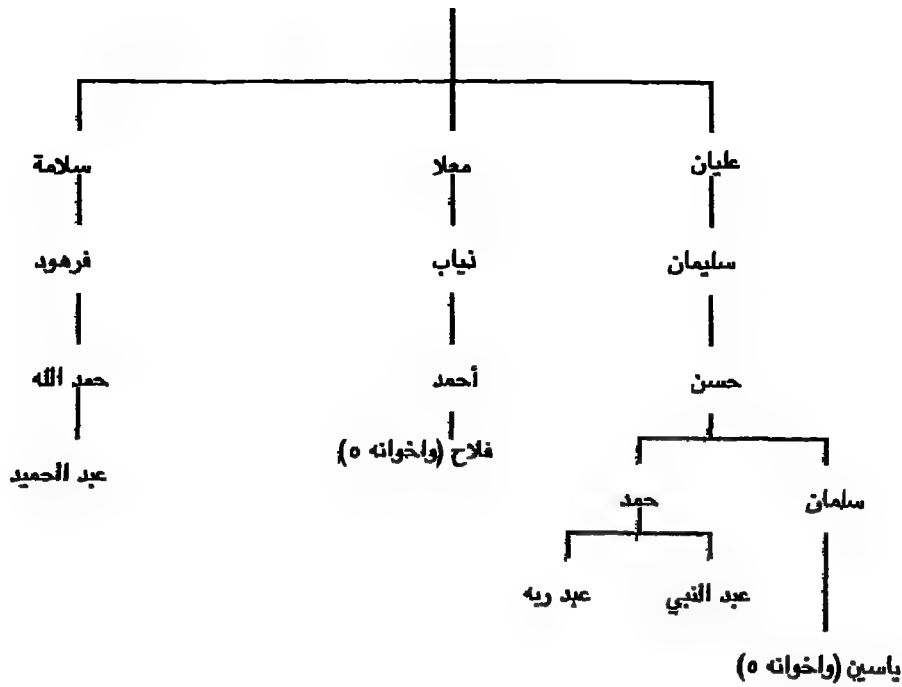 عليان
معلا
سلامة
سليمان
نياب
فرهود
حسن
أحمد
حمد الله
فلاح (واخوانه ٥)
عبد الحميد
سلمان
حمد
عبد النبي
عبد ربه
ياسين (واخوانه ٥)